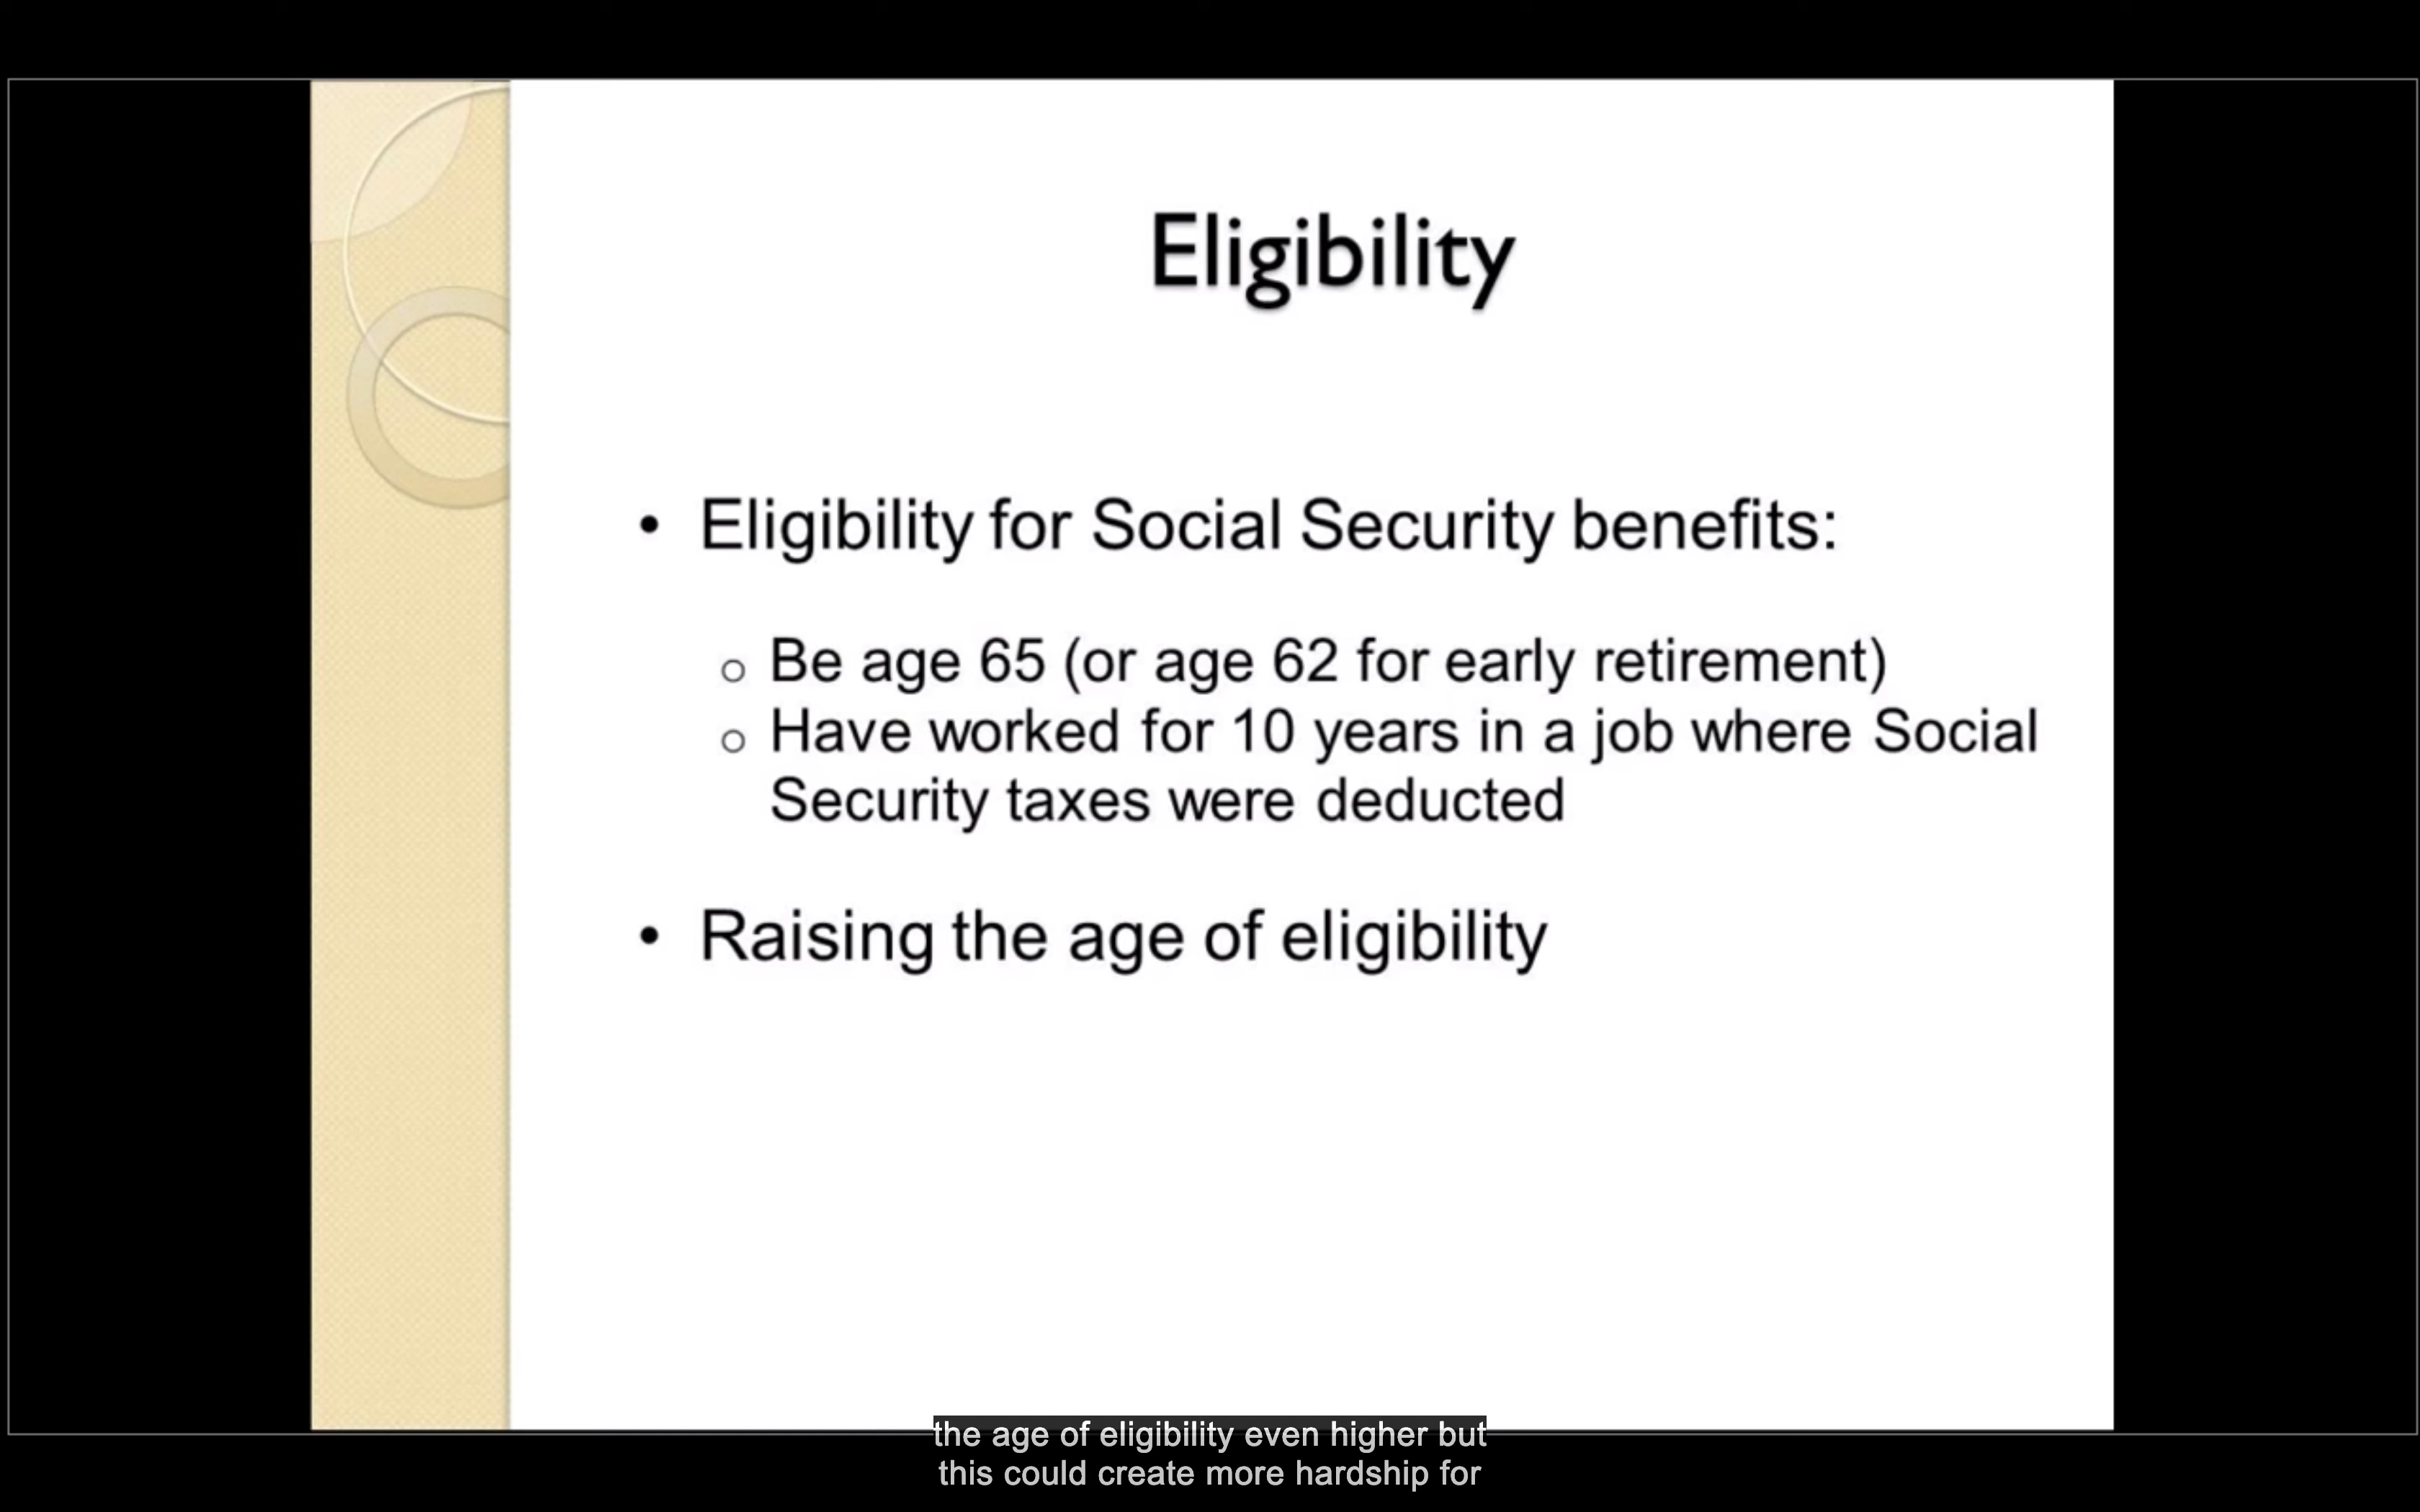 Eligibility
• Eligibility for Social Security benefits:
o Be age 65 (or age 62 for early retirement)
o Have worked for 10 years in a job where Social
Security taxes were deducted
• Raising the age of eligibility
the age of eligibility even higher but
this could create more hardship for